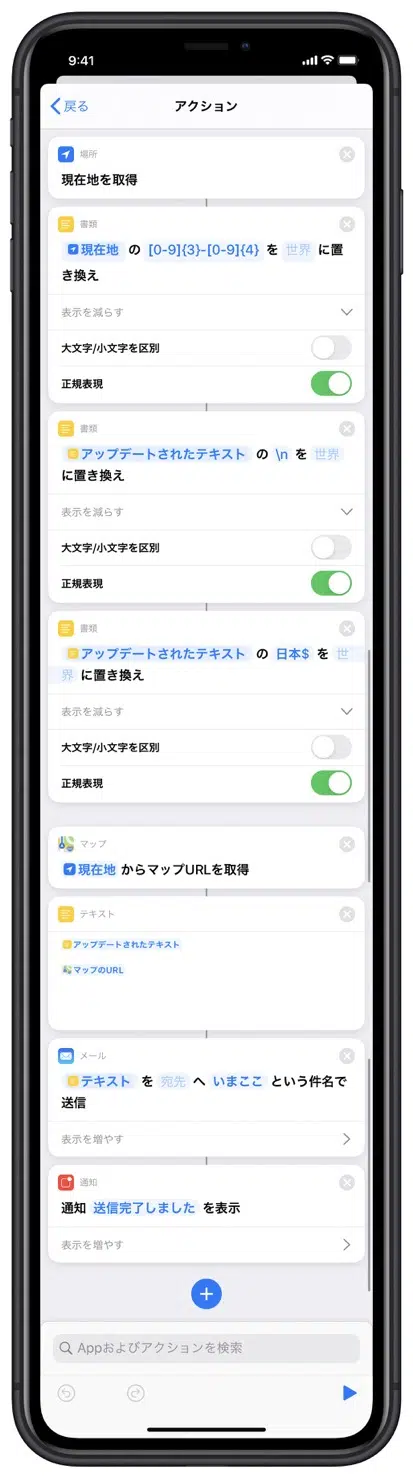 9:41
戻る
アクション
場所
現在地を取得
書類
現在地 の [0-9]{3}-[0-9]{4} を 世界 に置
き換え
表示を減らす
大文字/小文字を区別
正規表現
書類
アップデートされたテキスト の \n を 世界
に置き換え
表示を減らす
大文字/小文字を区別
正規表現
書類
アップデートされたテキスト の 日本$ を 世
界 に置き換え
表示を減らす
大文字/小文字を区別
正規表現
マップ
現在地 からマップURLを取得
テキスト
アップデートされたテキスト
マップのURL
メール
テキスト を 宛先 へ いまここ という件名で
送信
表示を増やす
通知
通知 送信完了しました を表示
表示を増やす
Appおよびアクションを検索